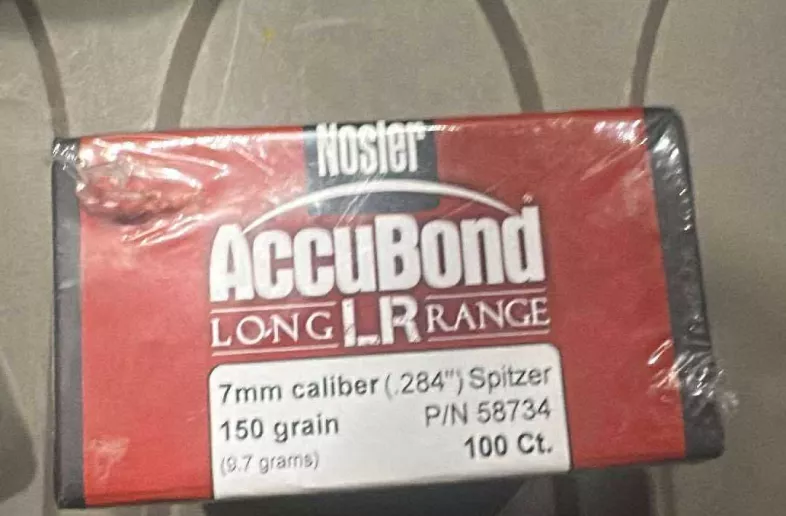 Nosler
AccuBond®
LONG LR RANGE
7mm caliber (.284") Spitzer
150 grain P/N 58734
(9.7 grams) 100 Ct.